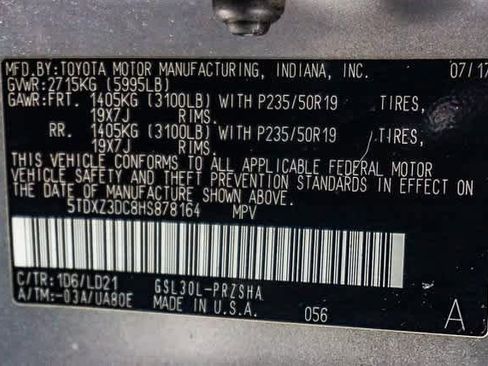 MFD.BY:TOYOTA MOTOR MANUFACTURING, INDIANA, INC. 07/17
GVWR:2715KG (5995LB)
GAWR:FRT. 1405KG (3100LB) WITH P235/50R19 TIRES,
19X7J RIMS.
RR. 1405KG (3100LB) WITH P235/50R19 TIRES,
19X7J RIMS.
THIS VEHICLE CONFORMS TO ALL APPLICABLE FEDERAL MOTOR
VEHICLE SAFETY AND THEFT PREVENTION STANDARDS IN EFFECT ON
THE DATE OF MANUFACTURE SHOWN ABOVE.
5TDXZ3DC8HS878164 MPV
C/TR:1D6/LD21 GSL30L-PRZSHA
A/TM:-03A/UA80E MADE IN U.S.A. 056 A